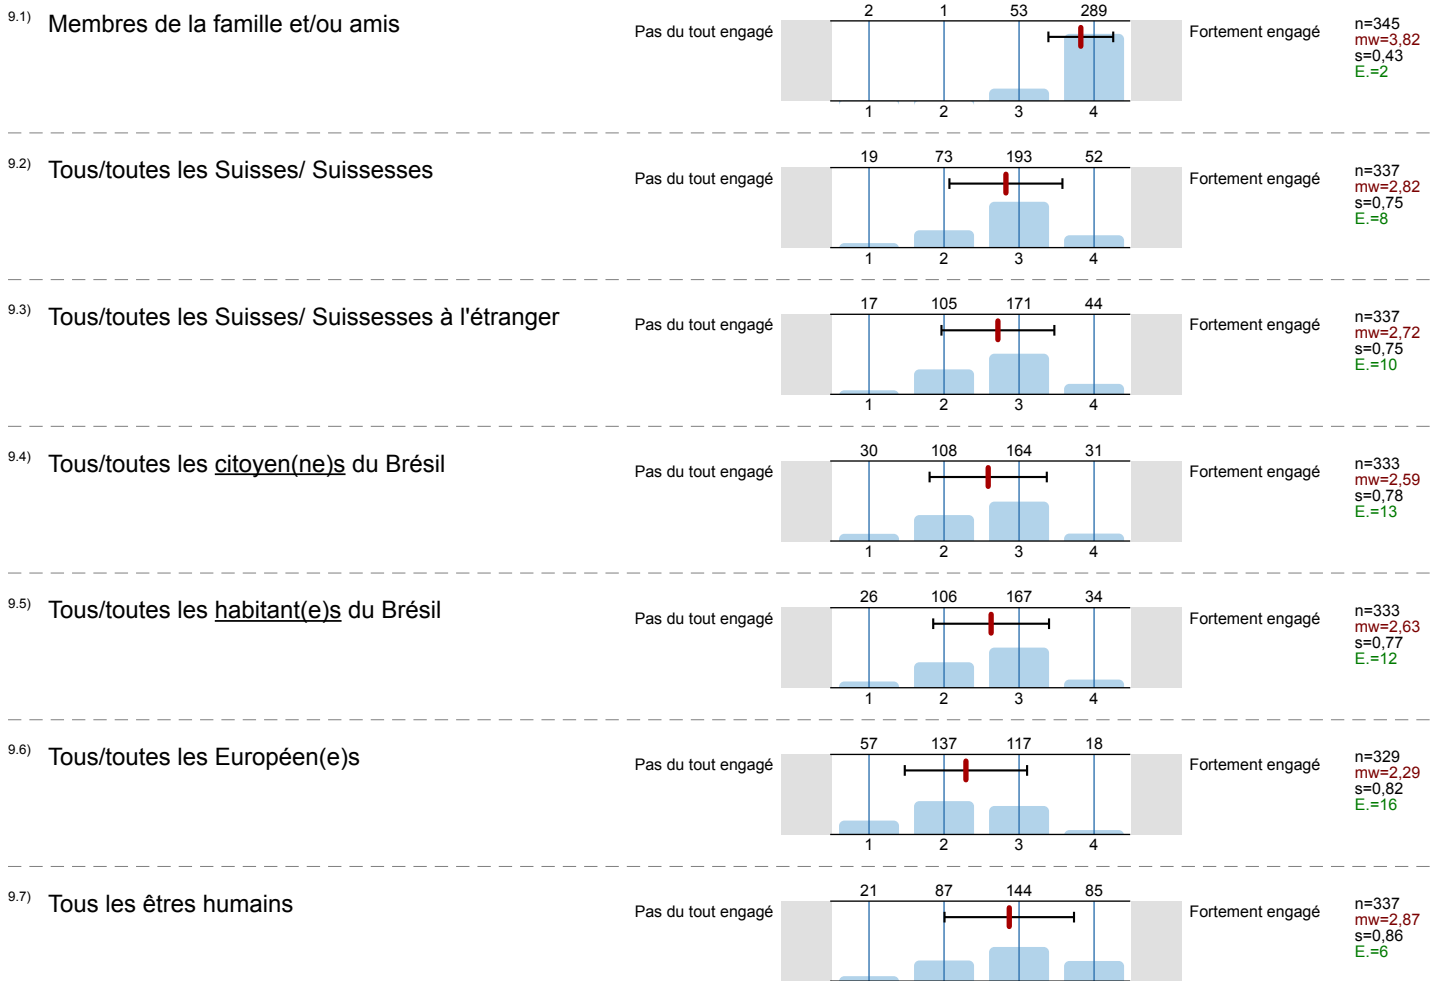 9.1) Membres de la famille et/ou amis
2 1 53 289
Pas du tout engagé
Fortement engagé
1 2 3 4
n=345
mw=3,82
s=0,43
E.=2
9.2) Tous/toutes les Suisses/ Suissesses
19 73 193 52
Pas du tout engagé
Fortement engagé
1 2 3 4
n=337
mw=2,82
s=0,75
E.=8
9.3) Tous/toutes les Suisses/ Suissesses à l'étranger
17 105 171 44
Pas du tout engagé
Fortement engagé
1 2 3 4
n=337
mw=2,72
s=0,75
E.=10
9.4) Tous/toutes les citoyen(ne)s du Brésil
30 108 164 31
Pas du tout engagé
Fortement engagé
1 2 3 4
n=333
mw=2,59
s=0,78
E.=13
9.5) Tous/toutes les habitant(e)s du Brésil
26 106 167 34
Pas du tout engagé
Fortement engagé
1 2 3 4
n=333
mw=2,63
s=0,77
E.=12
9.6) Tous/toutes les Européen(e)s
57 137 117 18
Pas du tout engagé
Fortement engagé
1 2 3 4
n=329
mw=2,29
s=0,82
E.=16
9.7) Tous les êtres humains
21 87 144 85
Pas du tout engagé
Fortement engagé
n=337
mw=2,87
s=0,86
E.=6